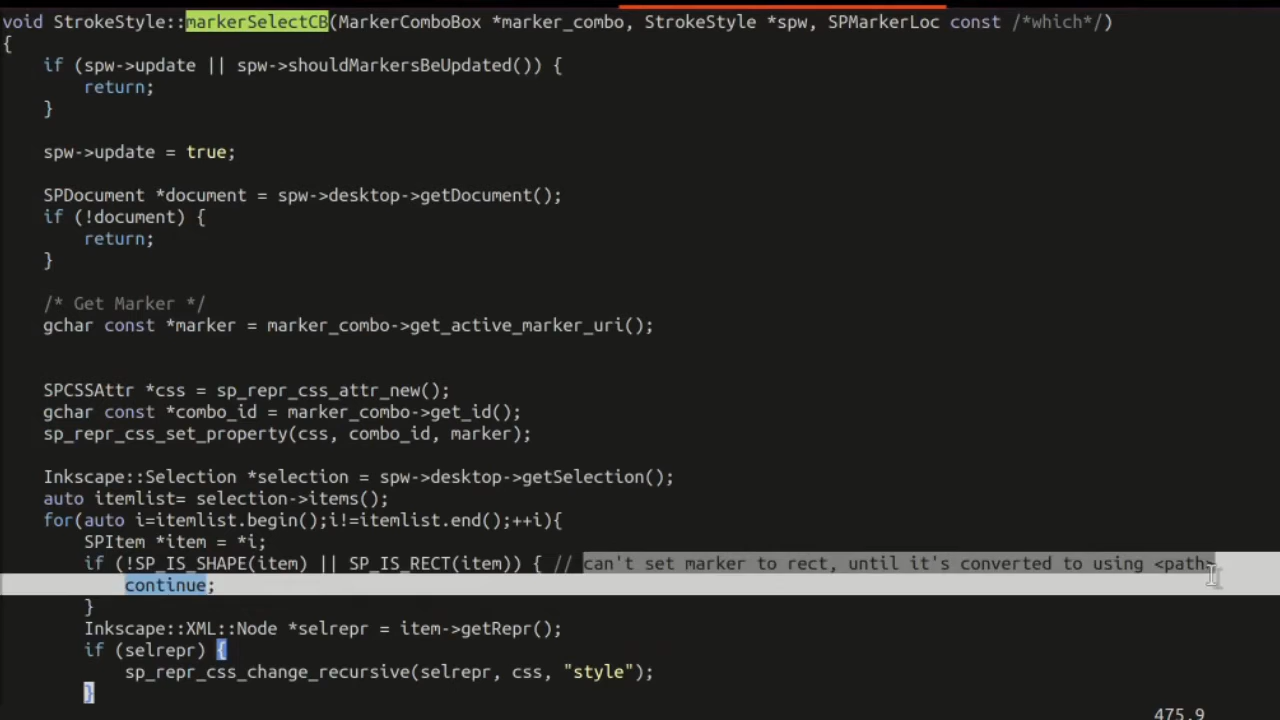 void StrokeStyle::markerSelectCB(MarkerComboBox *marker_combo, StrokeStyle *spw, SPMarkerLoc const /*which*/)
{
    if (spw->update || spw->shouldMarkersBeUpdated()) {
        return;
    }
    spw->update = true;
    SPDocument *document = spw->desktop->getDocument();
    if (!document) {
        return;
    }
    /* Get Marker */
    gchar const *marker = marker_combo->get_active_marker_uri();
    SPCSSAttr *css = sp_repr_css_attr_new();
    gchar const *combo_id = marker_combo->get_id();
    sp_repr_css_set_property(css, combo_id, marker);
    Inkscape::Selection *selection = spw->desktop->getSelection();
    auto itemlist= selection->items();
    for(auto i=itemlist.begin();i!=itemlist.end();++i){
        SPItem *item = *i;
        if (!SP_IS_SHAPE(item) || SP_IS_RECT(item)) { // can't set marker to rect, until it's converted to using <path>
            continue;
        }
        Inkscape::XML::Node *selrepr = item->getRepr();
        if (selrepr) {
            sp_repr_css_change_recursive(selrepr, css, "style");
        }
475.9